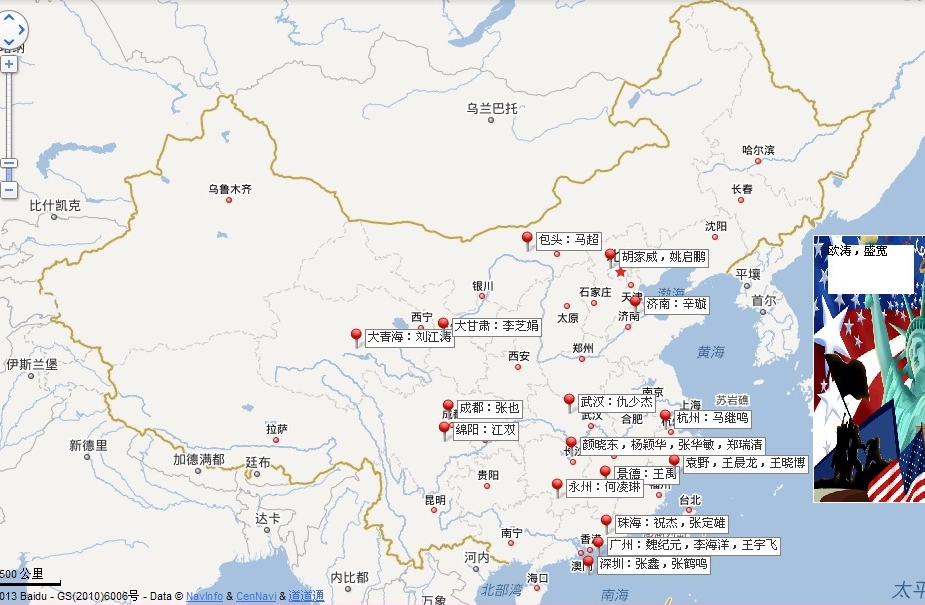 乌兰巴托
哈尔滨
长春
乌鲁木齐
比什凯克
沈阳
包头：马超
欧涛，盛宽
胡家威，姚启鹏
平壤
银川
石家庄
天津
渤海
首尔
济南：辛璇
西宁
大甘肃：李芝娟
太原
济南
大青海：刘江涛
西安
郑州
黄海
伊斯兰堡
南京
成都：张也
武汉：仇少杰
上海
苏岩礁
武汉
合肥
杭州：马继鸣
拉萨
绵阳：江双
新德里
颜晓东，杨颖华，张华敏，郑瑞清
加德满都
廷布
袁野，王晨龙，王晓博
贵阳
景德：王禹
永州：何凌琳
昆明
福州
台北
达卡
珠海：祝杰，张定雄
南宁
香港
广州：魏纪元，李海洋，王宇飞
河内
澳门
深圳：张鑫，张鹤鸣
500 公里
内比都
海口
北部湾
南海
太平
013 Baidu - GS(2010)6006号 - Data © NavInfo & CenNavi & 道道通
万象